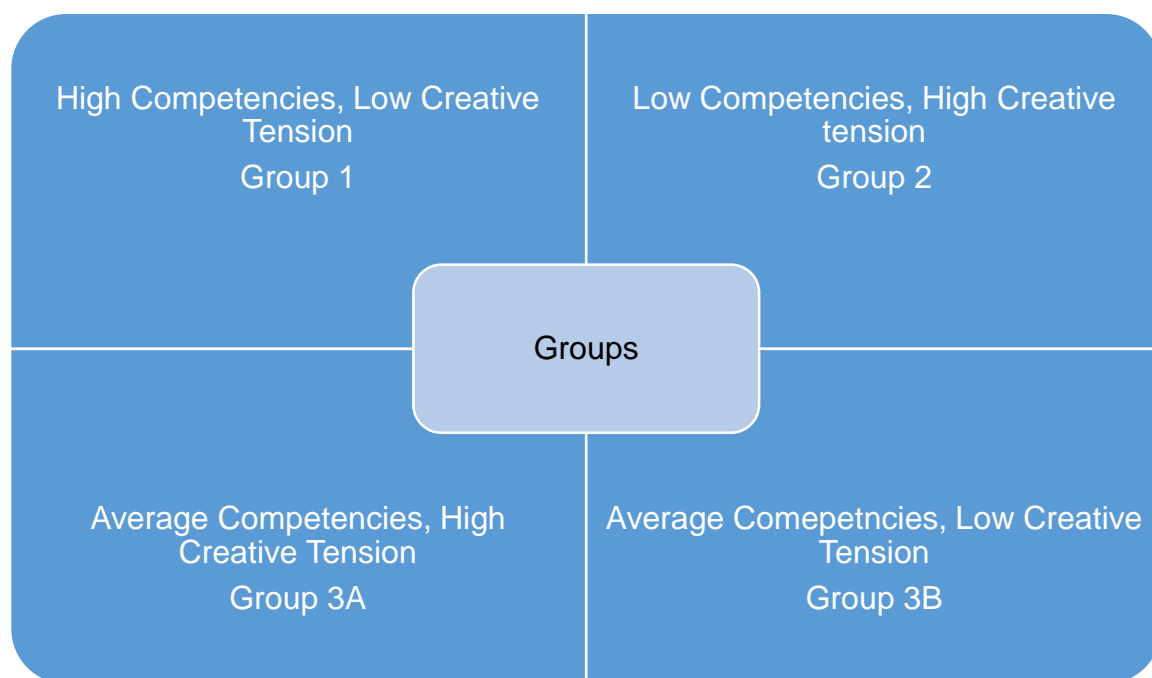 High Competencies, Low Creative
Tension
Group 1
Low Competencies, High Creative
tension
Group 2
Groups
Average Competencies, High
Creative Tension
Group 3A
Average Comepetncies, Low Creative
Tension
Group 3B